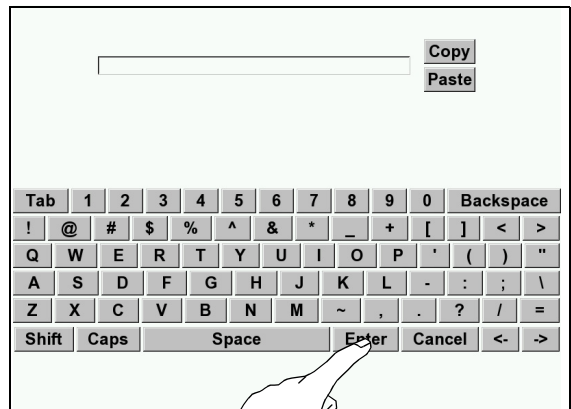 Copy
Paste
Tab 1 2 3 4 5 6 7 8 9 0 Backspace
! @ # $ % ^ & * _ + [ ] < >
Q W E R T Y U I O P ' ( ) "
A S D F G H J K L - : ; \
Z X C V B N M ~ , . ? / =
Shift Caps Space Enter Cancel <- ->